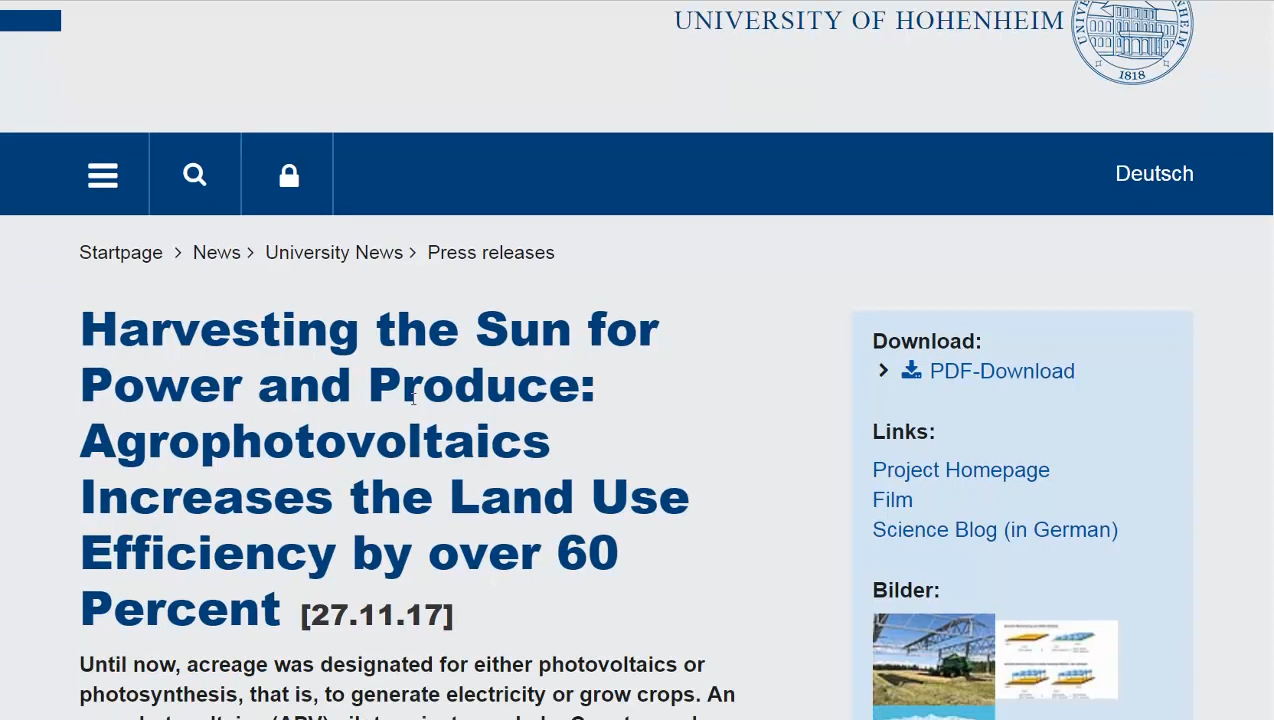 UNIVERSITY OF HOHENHEIM
1818
Deutsch
Startpage > News > University News > Press releases
Harvesting the Sun for
Power and Produce:
Agrophotovoltaics
Increases the Land Use
Efficiency by over 60
Percent [27.11.17]
Until now, acreage was designated for either photovoltaics or
photosynthesis, that is, to generate electricity or grow crops. An
Download:
PDF-Download
Links:
Project Homepage
Film
Science Blog (in German)
Bilder: